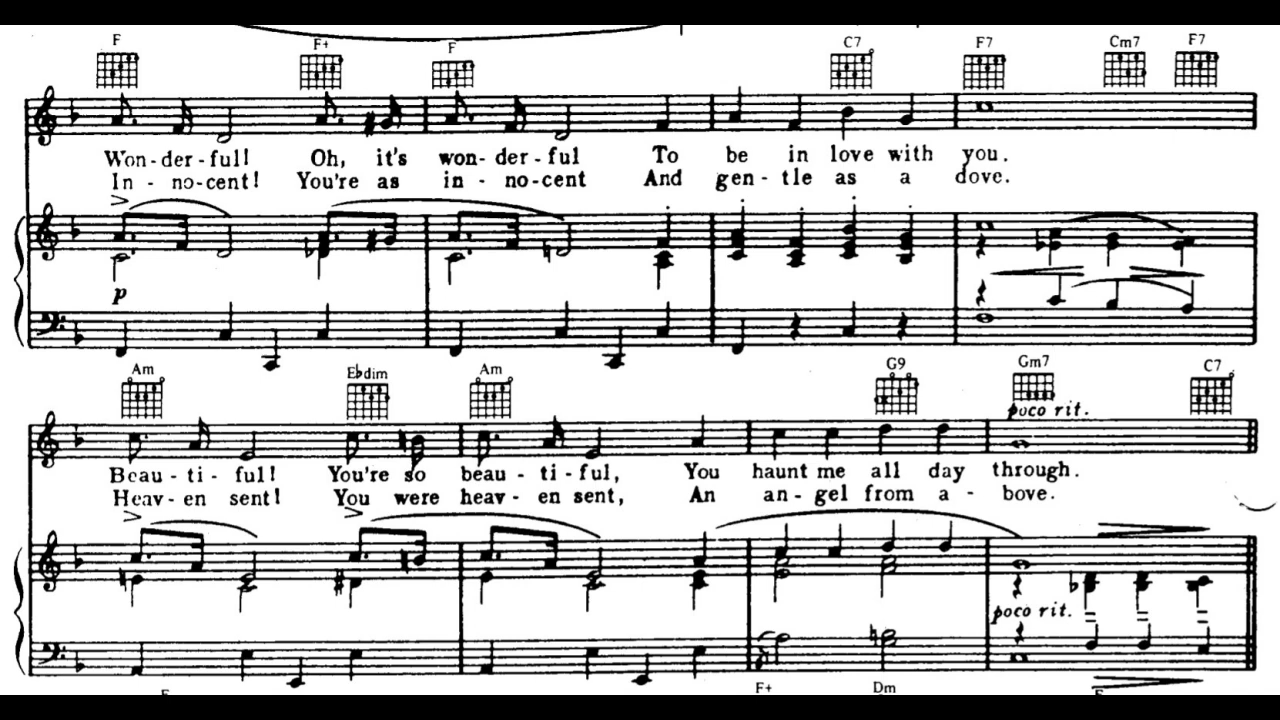 F F+ F C7 F7 Cm7 F7
Won-der-ful! Oh, it's won-der-ful To be in love with you.
In-no-cent! You're as in-no-cent And gen-tle as a dove.
p
Am E♭dim Am G9 Gm7 C7
poco rit.
Beau-ti-ful! You're so beau-ti-ful, You haunt me all day through.
Heav-en sent! You were heav-en sent, An an-gel from a-bove.
poco rit.
F+ Dm